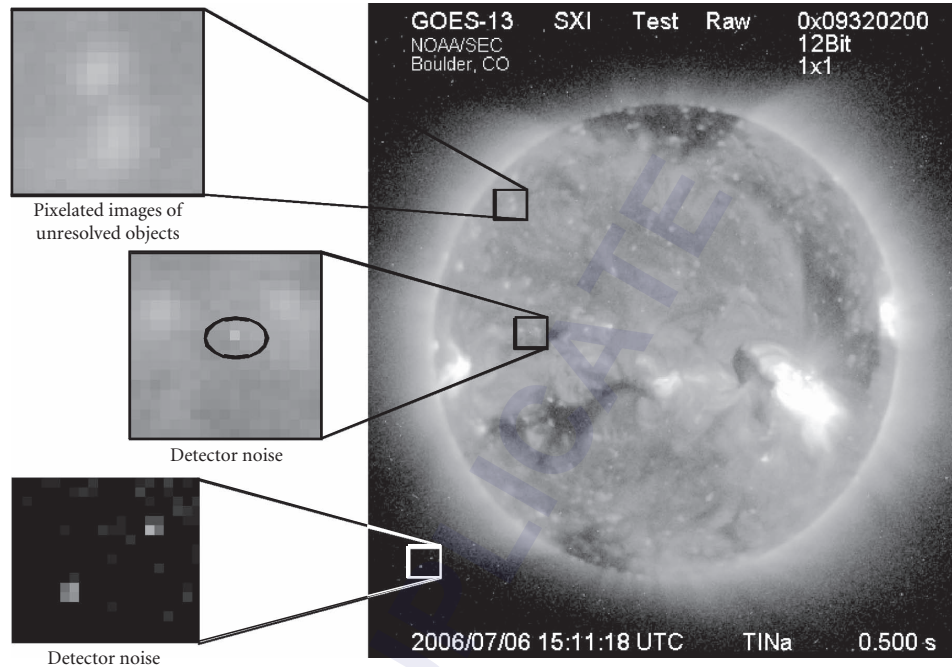 GOES-13 SXI Test Raw 0x09320200
NOAA/SEC 12Bit
Boulder, CO 1x1
Pixelated images of
unresolved objects
Detector noise
Detector noise
2006/07/06 15:11:18 UTC TINa 0.500 s